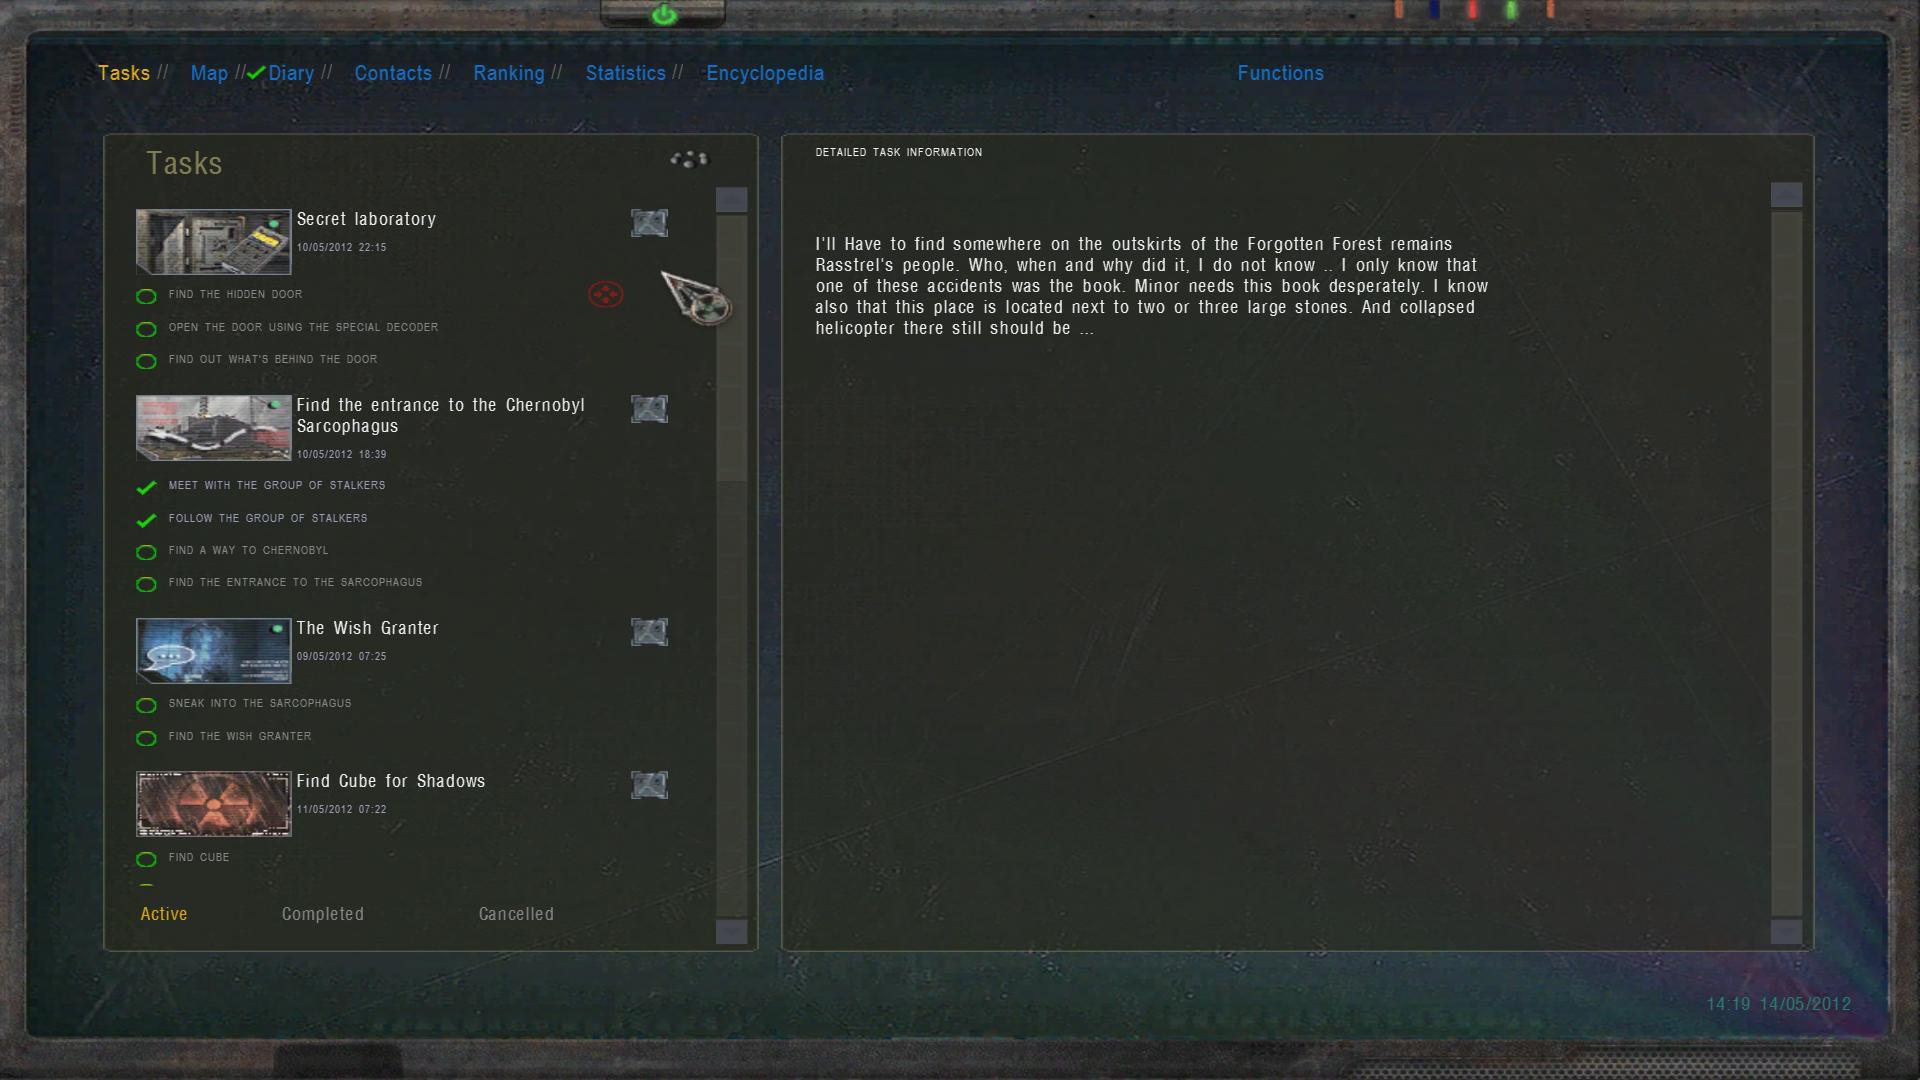 Tasks // Map // Diary // Contacts // Ranking // Statistics // Encyclopedia
Functions
Tasks
Secret laboratory
10/05/2012 22:15
FIND THE HIDDEN DOOR
OPEN THE DOOR USING THE SPECIAL DECODER
FIND OUT WHAT'S BEHIND THE DOOR
Find the entrance to the Chernobyl
Sarcophagus
10/05/2012 18:39
MEET WITH THE GROUP OF STALKERS
FOLLOW THE GROUP OF STALKERS
FIND A WAY TO CHERNOBYL
FIND THE ENTRANCE TO THE SARCOPHAGUS
The Wish Granter
09/05/2012 07:25
SNEAK INTO THE SARCOPHAGUS
FIND THE WISH GRANTER
Find Cube for Shadows
11/05/2012 07:22
FIND CUBE
Active Completed Cancelled
DETAILED TASK INFORMATION
I'll Have to find somewhere on the outskirts of the Forgotten Forest remains
Rasstrel's people. Who, when and why did it, I do not know .. I only know that
one of these accidents was the book. Minor needs this book desperately. I know
also that this place is located next to two or three large stones. And collapsed
helicopter there still should be ...
14:19 14/05/2012